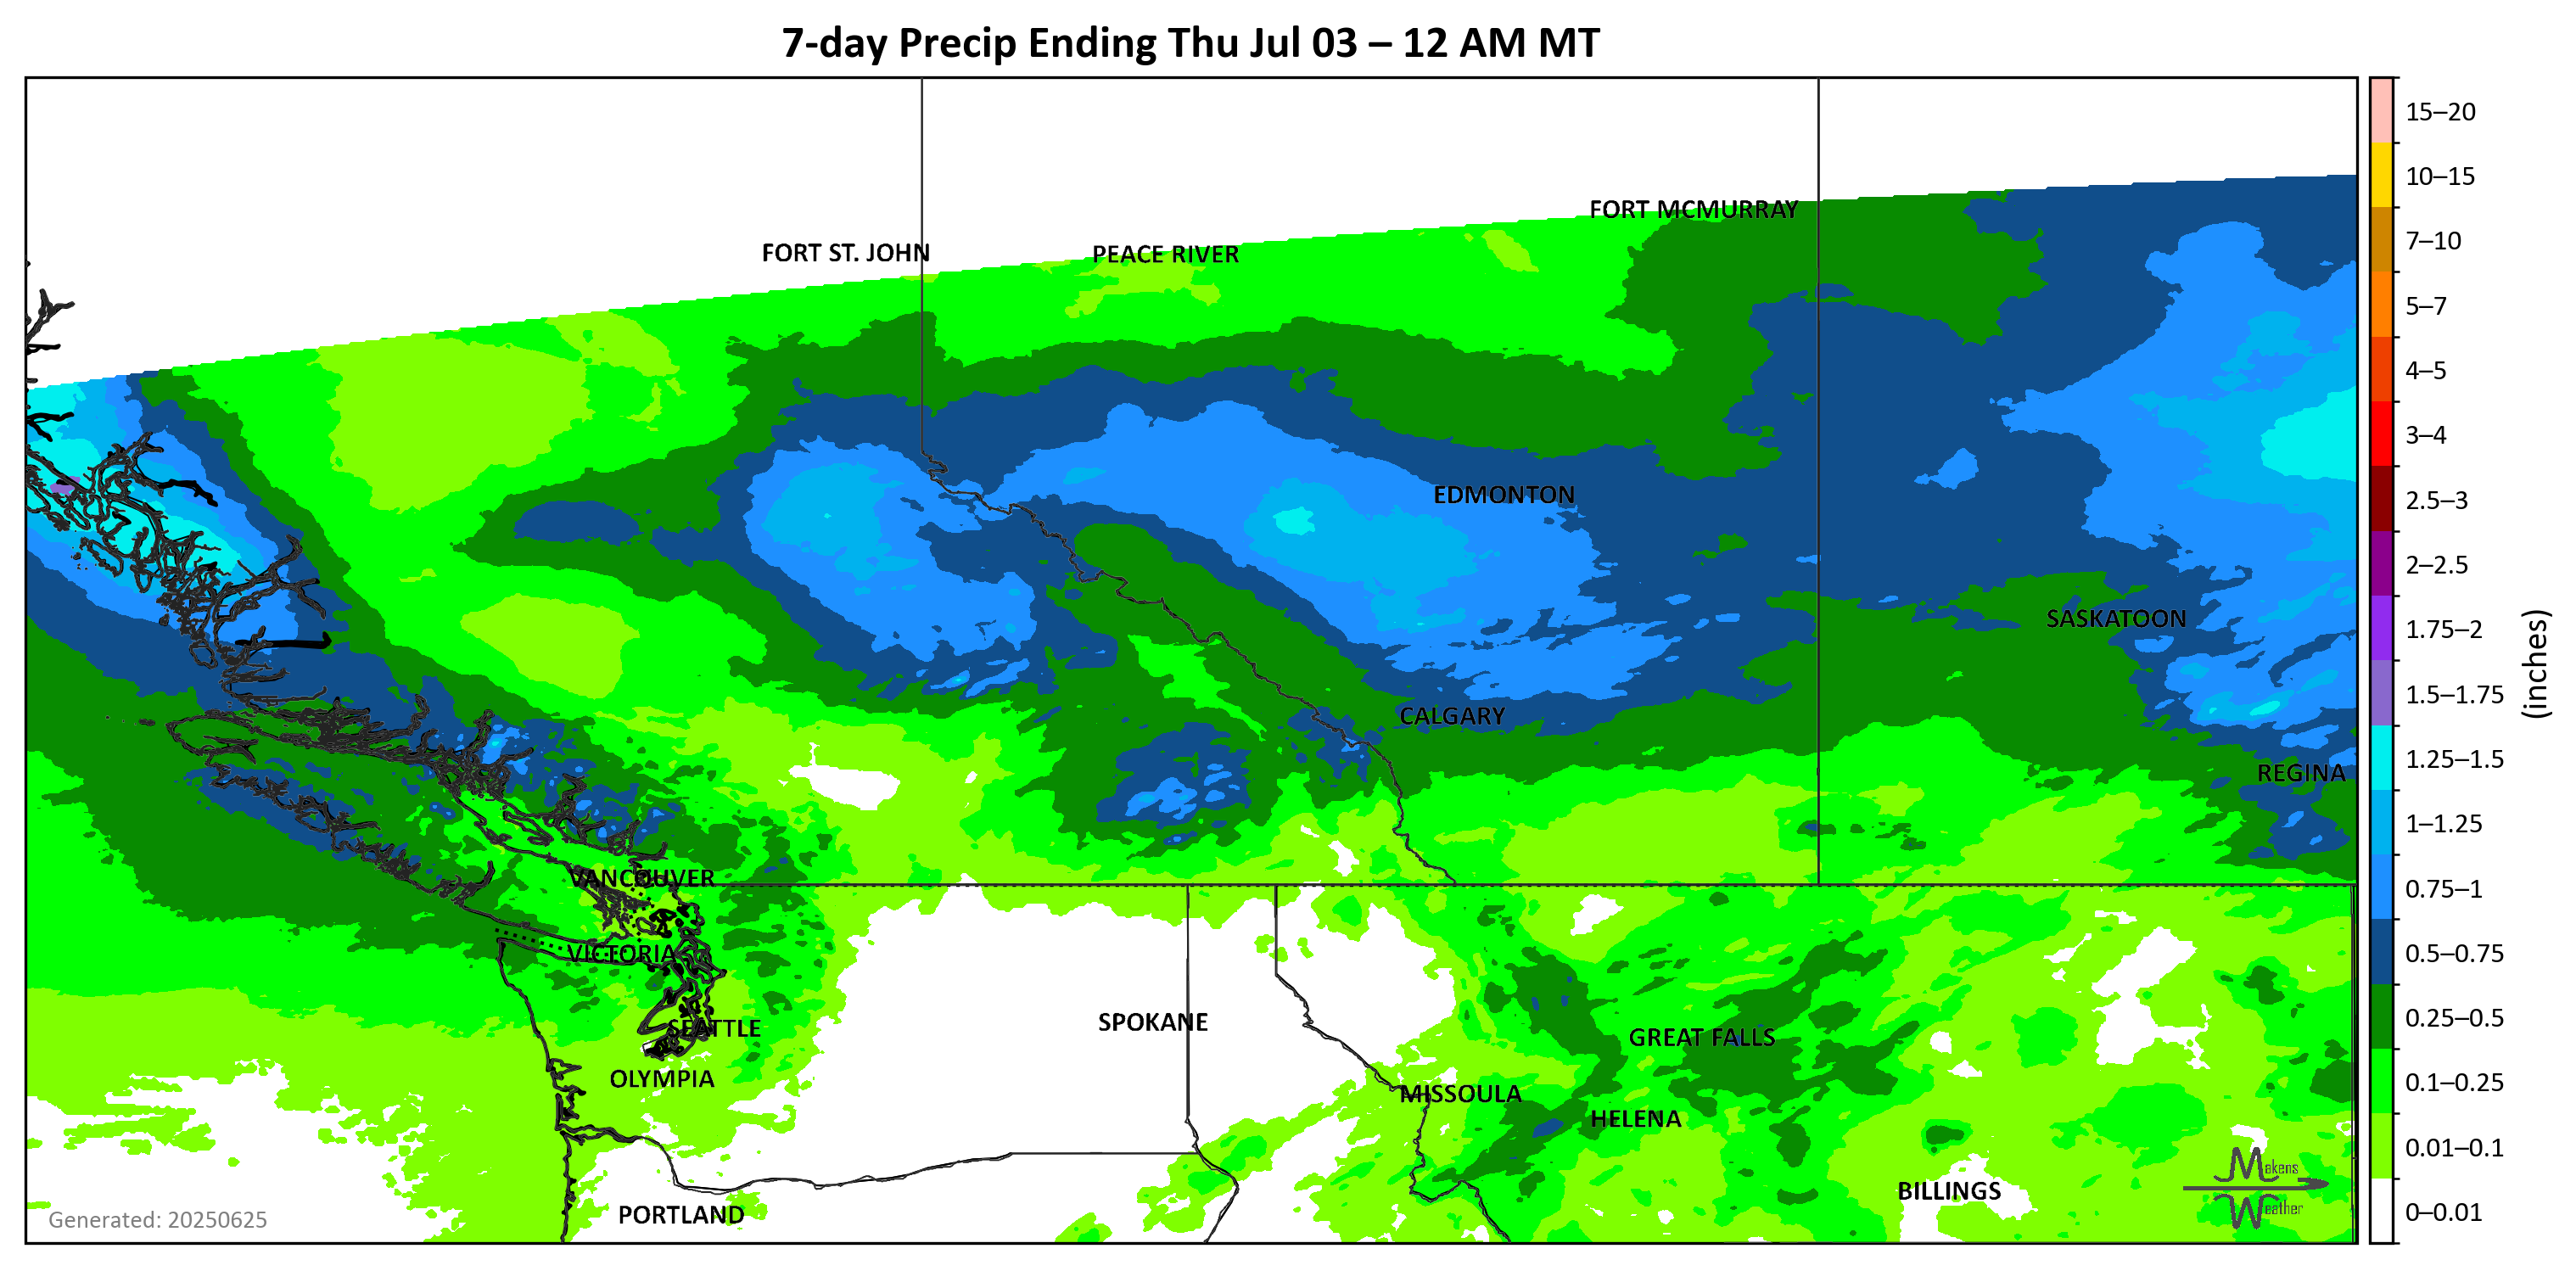 7-day Precip Ending Thu Jul 03 – 12 AM MT
15–20
10–15
7–10
5–7
4–5
3–4
2.5–3
2–2.5
1.75–2
1.5–1.75
1.25–1.5
1–1.25
0.75–1
0.5–0.75
0.25–0.5
0.1–0.25
0.01–0.1
0–0.01
(inches)
FORT MCMURRAY
FORT ST. JOHN
PEACE RIVER
EDMONTON
SASKATOON
CALGARY
REGINA
VANCOUVER
VICTORIA
SPOKANE
SEATTLE
GREAT FALLS
OLYMPIA
MISSOULA
HELENA
BILLINGS
PORTLAND
Makens
Weather
Generated: 20250625